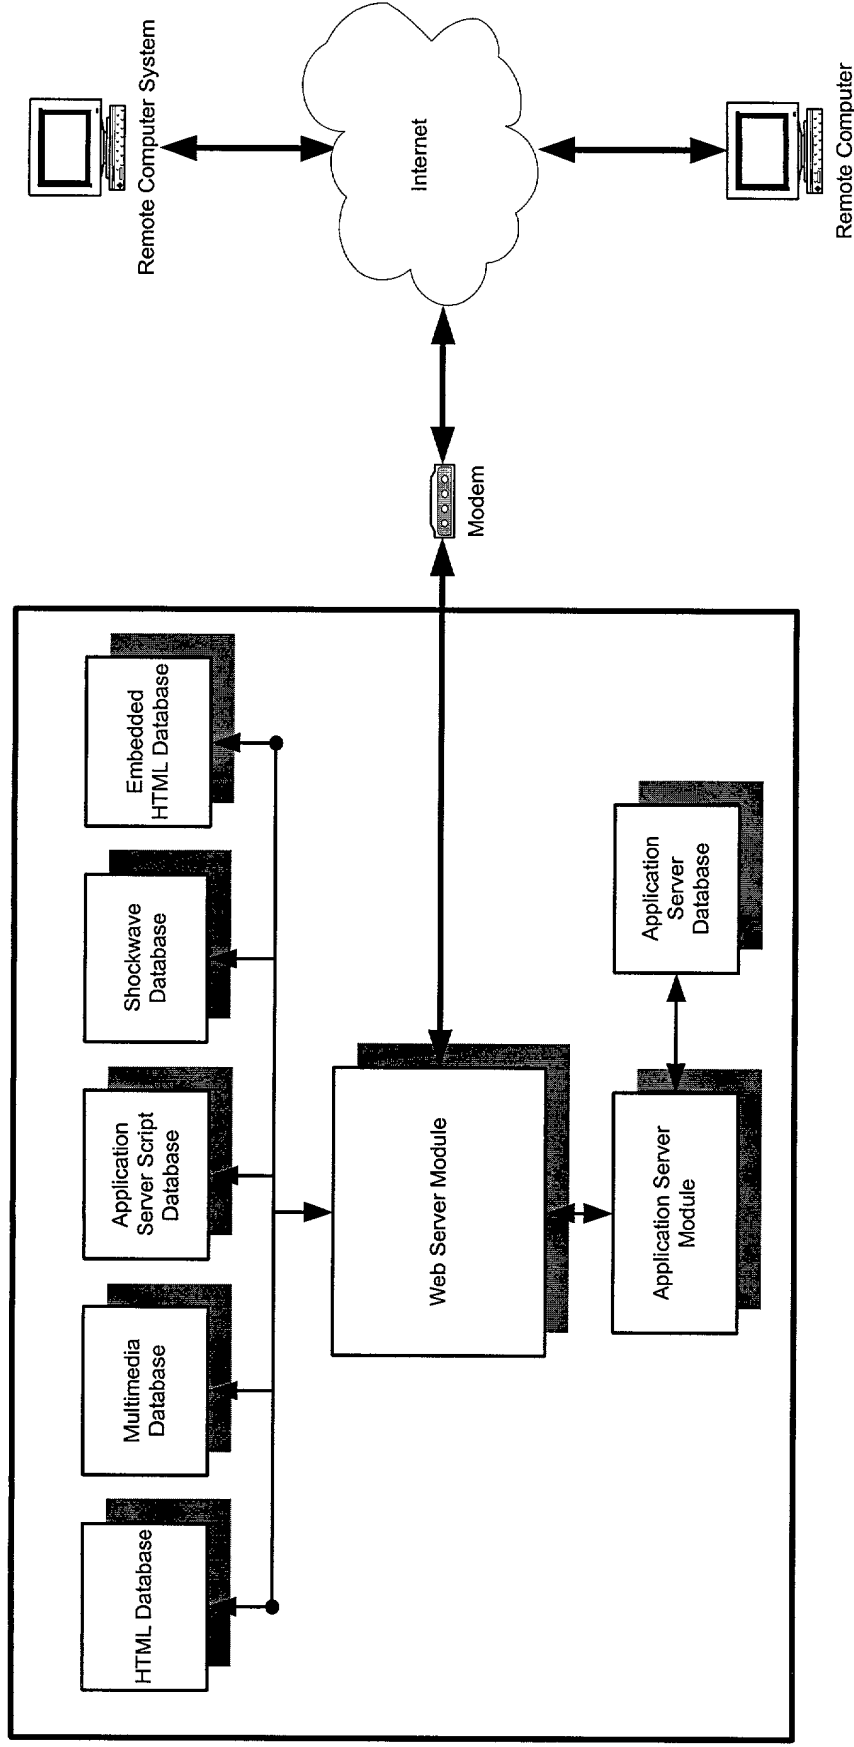 HTML Database
Multimedia
Database
Application
Server Script
Database
Shockwave
Database
Embedded
HTML Database
Web Server Module
Application Server
Module
Application
Server
Database
Modem
Internet
Remote Computer System
Remote Computer